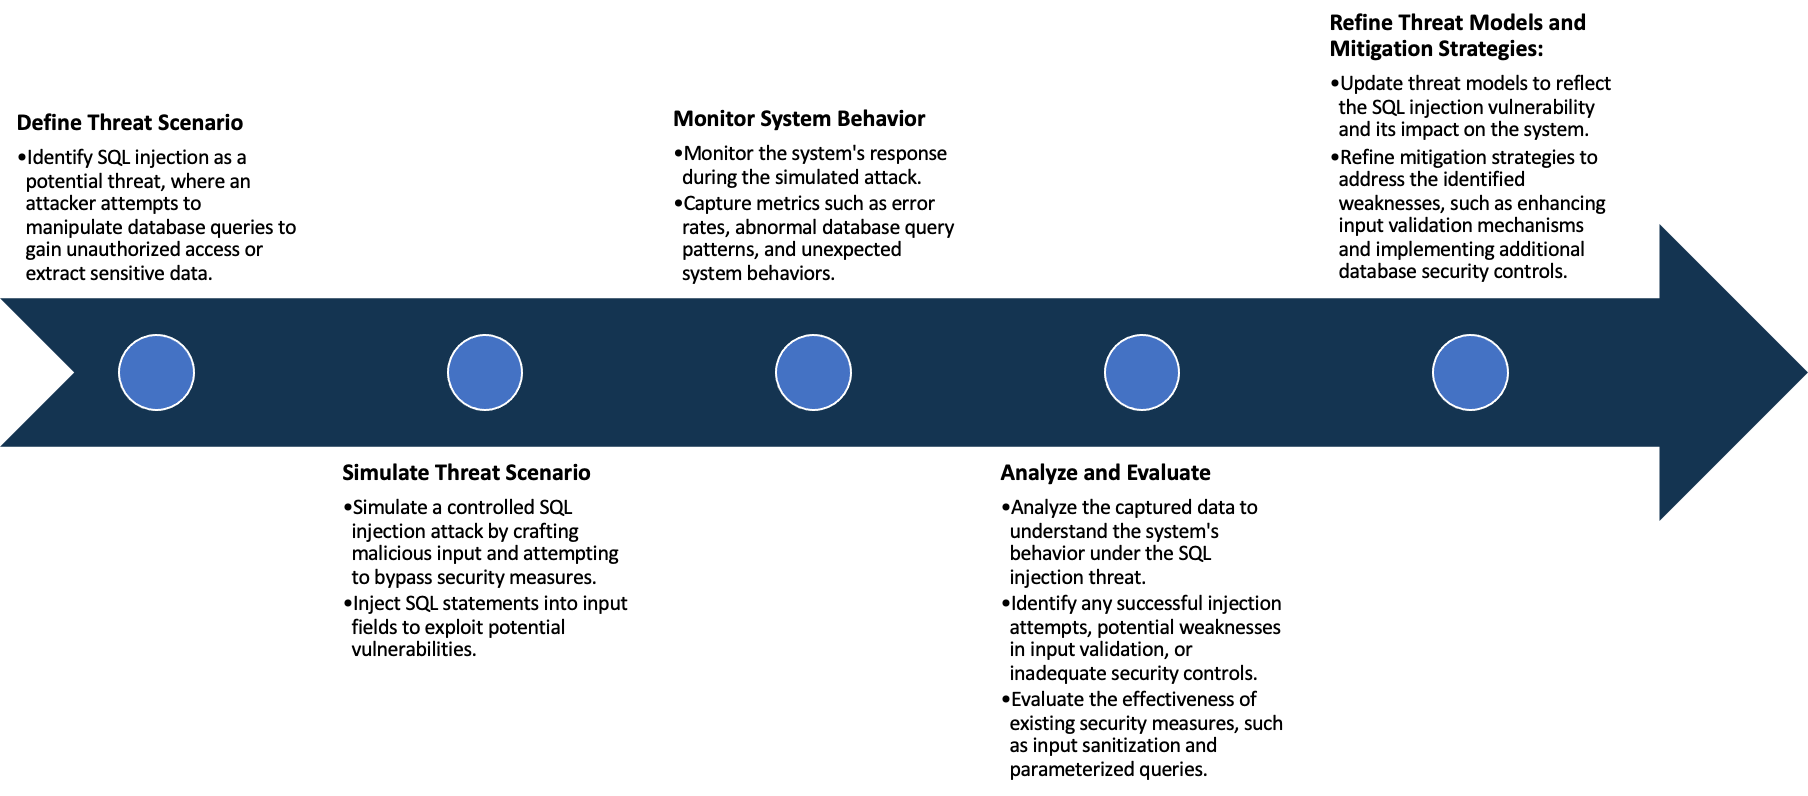 Define Threat Scenario
•Identify SQL injection as a
potential threat, where an
attacker attempts to
manipulate database queries to
gain unauthorized access or
extract sensitive data.
Simulate Threat Scenario
•Simulate a controlled SQL
injection attack by crafting
malicious input and attempting
to bypass security measures.
•Inject SQL statements into input
fields to exploit potential
vulnerabilities.
Monitor System Behavior
•Monitor the system's response
during the simulated attack.
•Capture metrics such as error
rates, abnormal database query
patterns, and unexpected
system behaviors.
Analyze and Evaluate
•Analyze the captured data to
understand the system's
behavior under the SQL
injection threat.
•Identify any successful injection
attempts, potential weaknesses
in input validation, or
inadequate security controls.
•Evaluate the effectiveness of
existing security measures, such
as input sanitization and
parameterized queries.
Refine Threat Models and
Mitigation Strategies:
•Update threat models to reflect
the SQL injection vulnerability
and its impact on the system.
•Refine mitigation strategies to
address the identified
weaknesses, such as enhancing
input validation mechanisms
and implementing additional
database security controls.